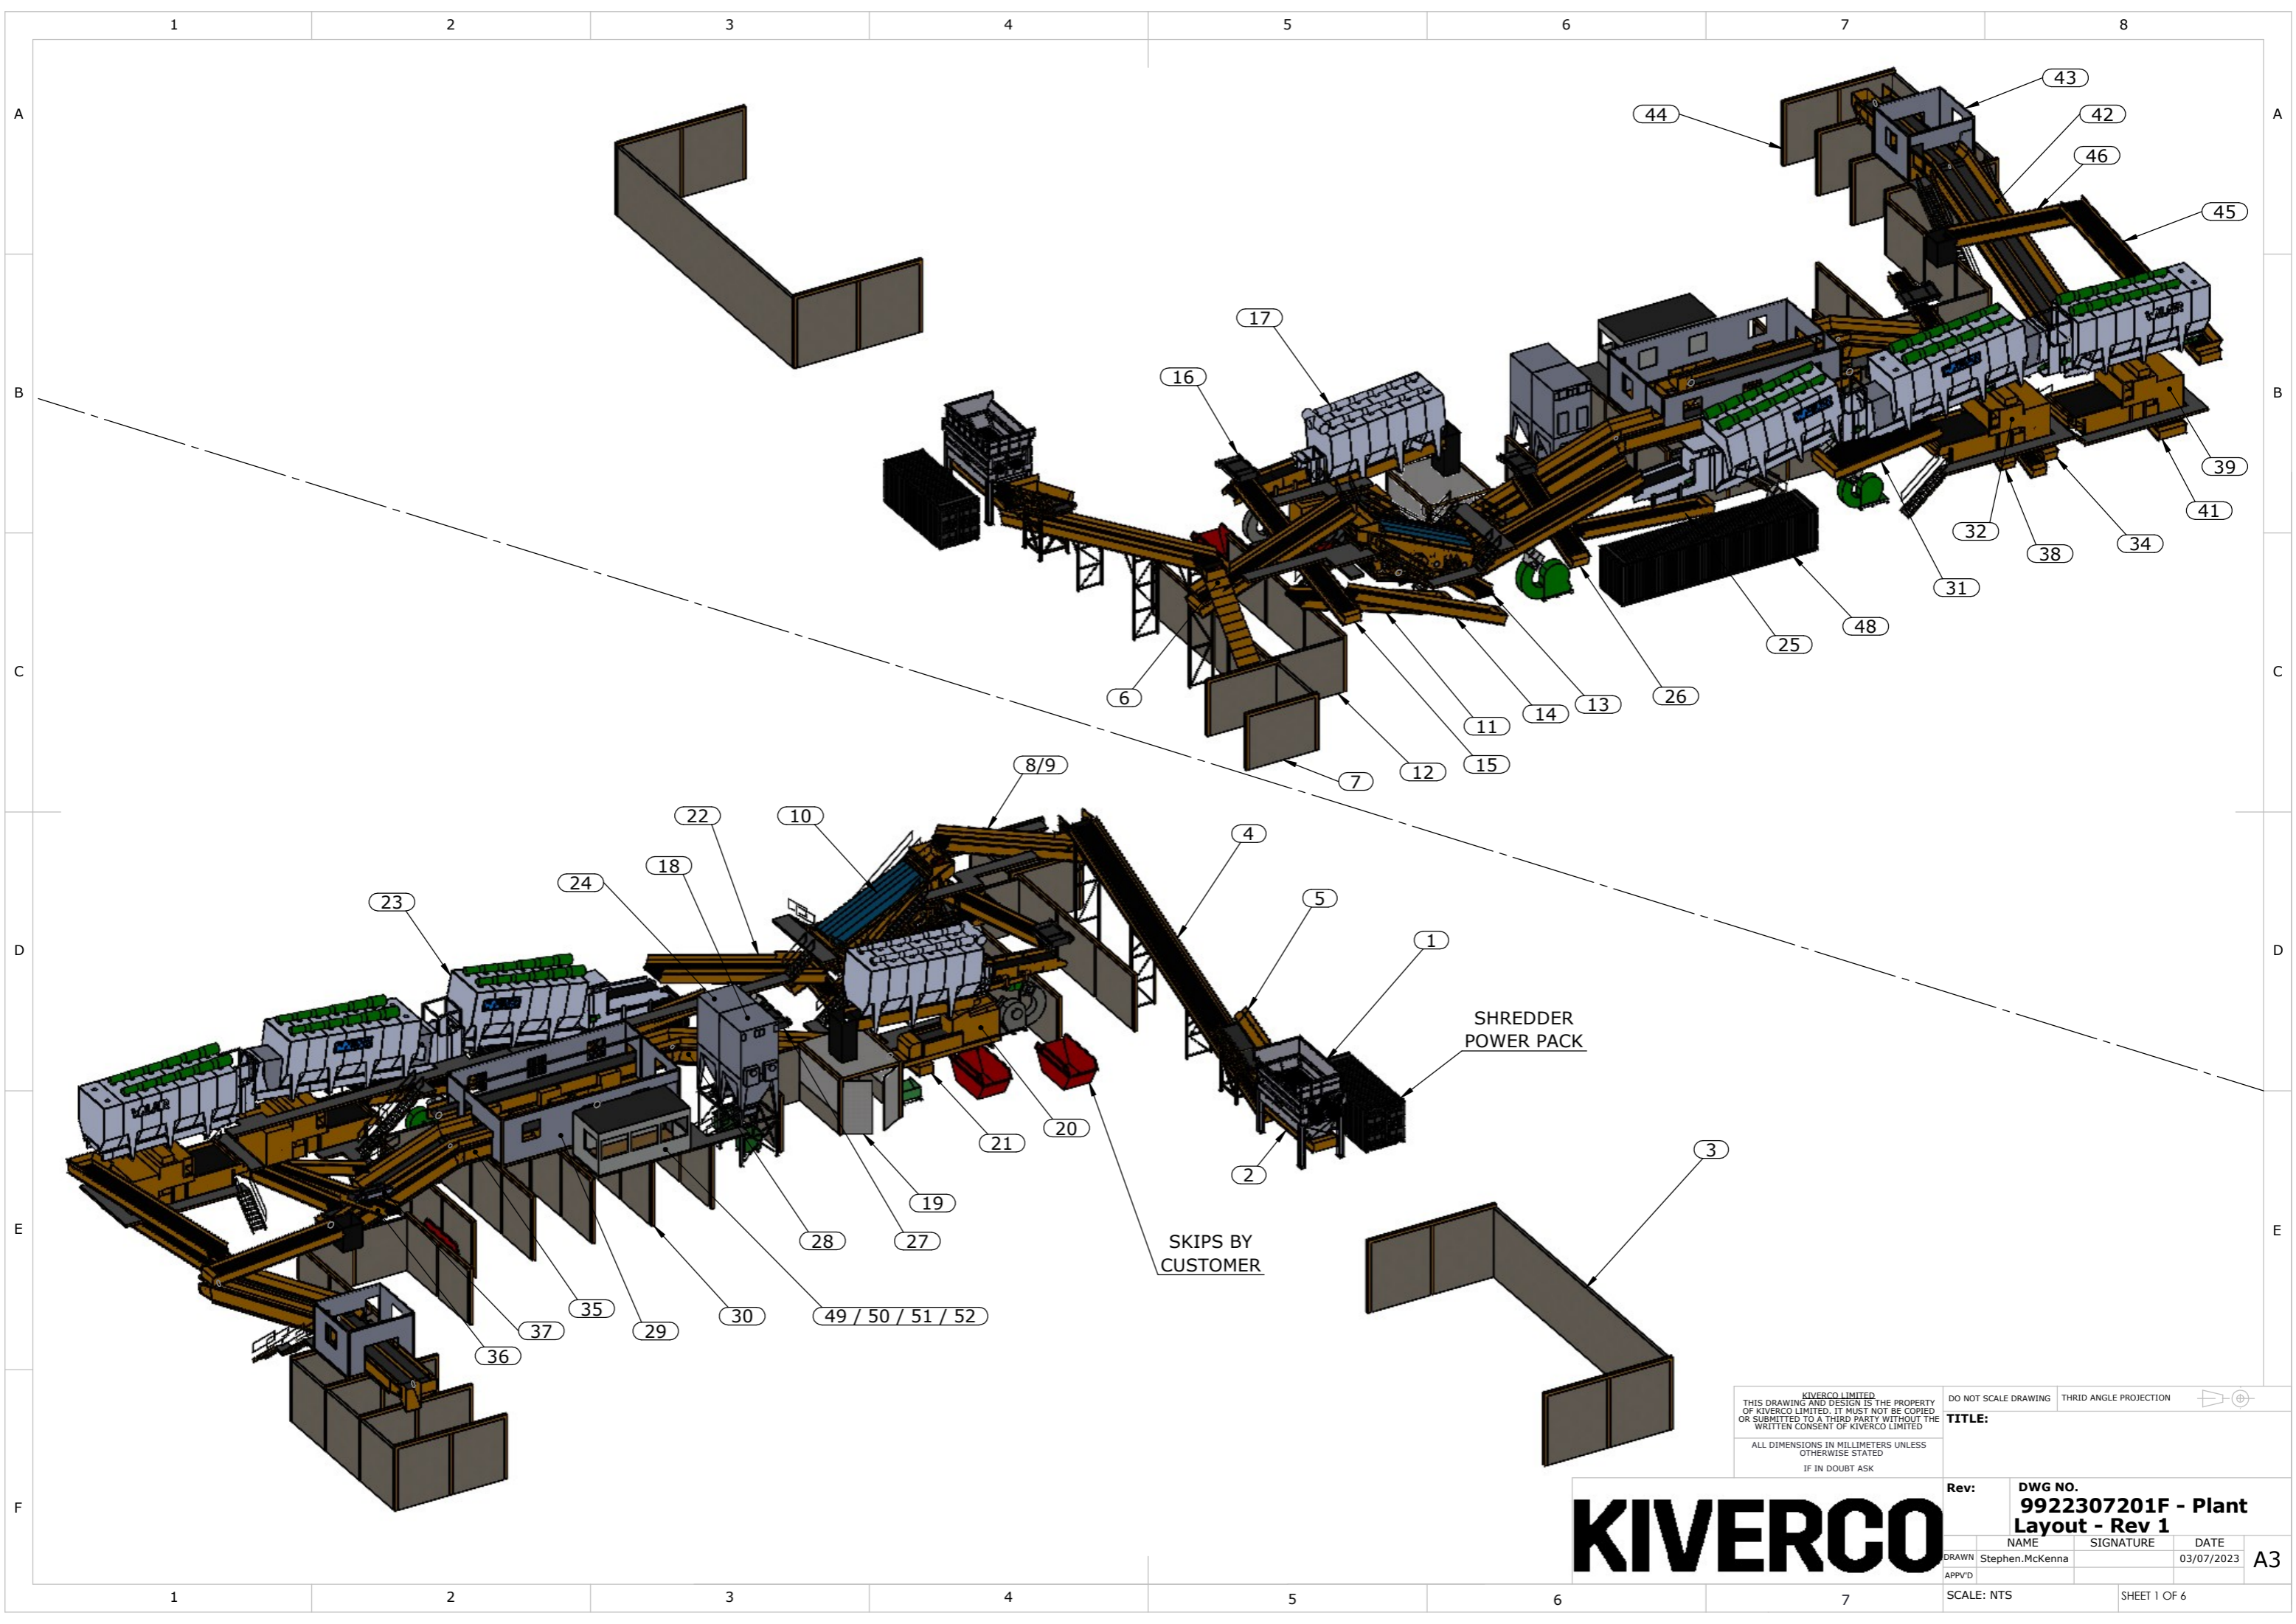 1 2 3 4 5 6 7 8
A A
43
44
42
46
45
17
16
B B
39
41
32
34
38
31
48
25
C C
6
26
13
14
11
15
12
7
8/9
22
10
4
18
24
5
23
1
D D
SHREDDER
POWER PACK
20
21
3
2
19
28
27
E E
SKIPS BY
CUSTOMER
35
30
49 / 50 / 51 / 52
37
29
36
KIVERCO LIMITED
THIS DRAWING AND DESIGN IS THE PROPERTY
OF KIVERCO LIMITED. IT MUST NOT BE COPIED
OR SUBMITTED TO A THIRD PARTY WITHOUT THE
WRITTEN CONSENT OF KIVERCO LIMITED
ALL DIMENSIONS IN MILLIMETERS UNLESS
OTHERWISE STATED
IF IN DOUBT ASK
DO NOT SCALE DRAWING THRID ANGLE PROJECTION
TITLE:
F
KIVERCO
Rev: DWG NO.
9922307201F - Plant
Layout - Rev 1
NAME SIGNATURE DATE
DRAWN Stephen.McKenna 03/07/2023 A3
APPV'D
SCALE: NTS SHEET 1 OF 6
1 2 3 4 5 6 7